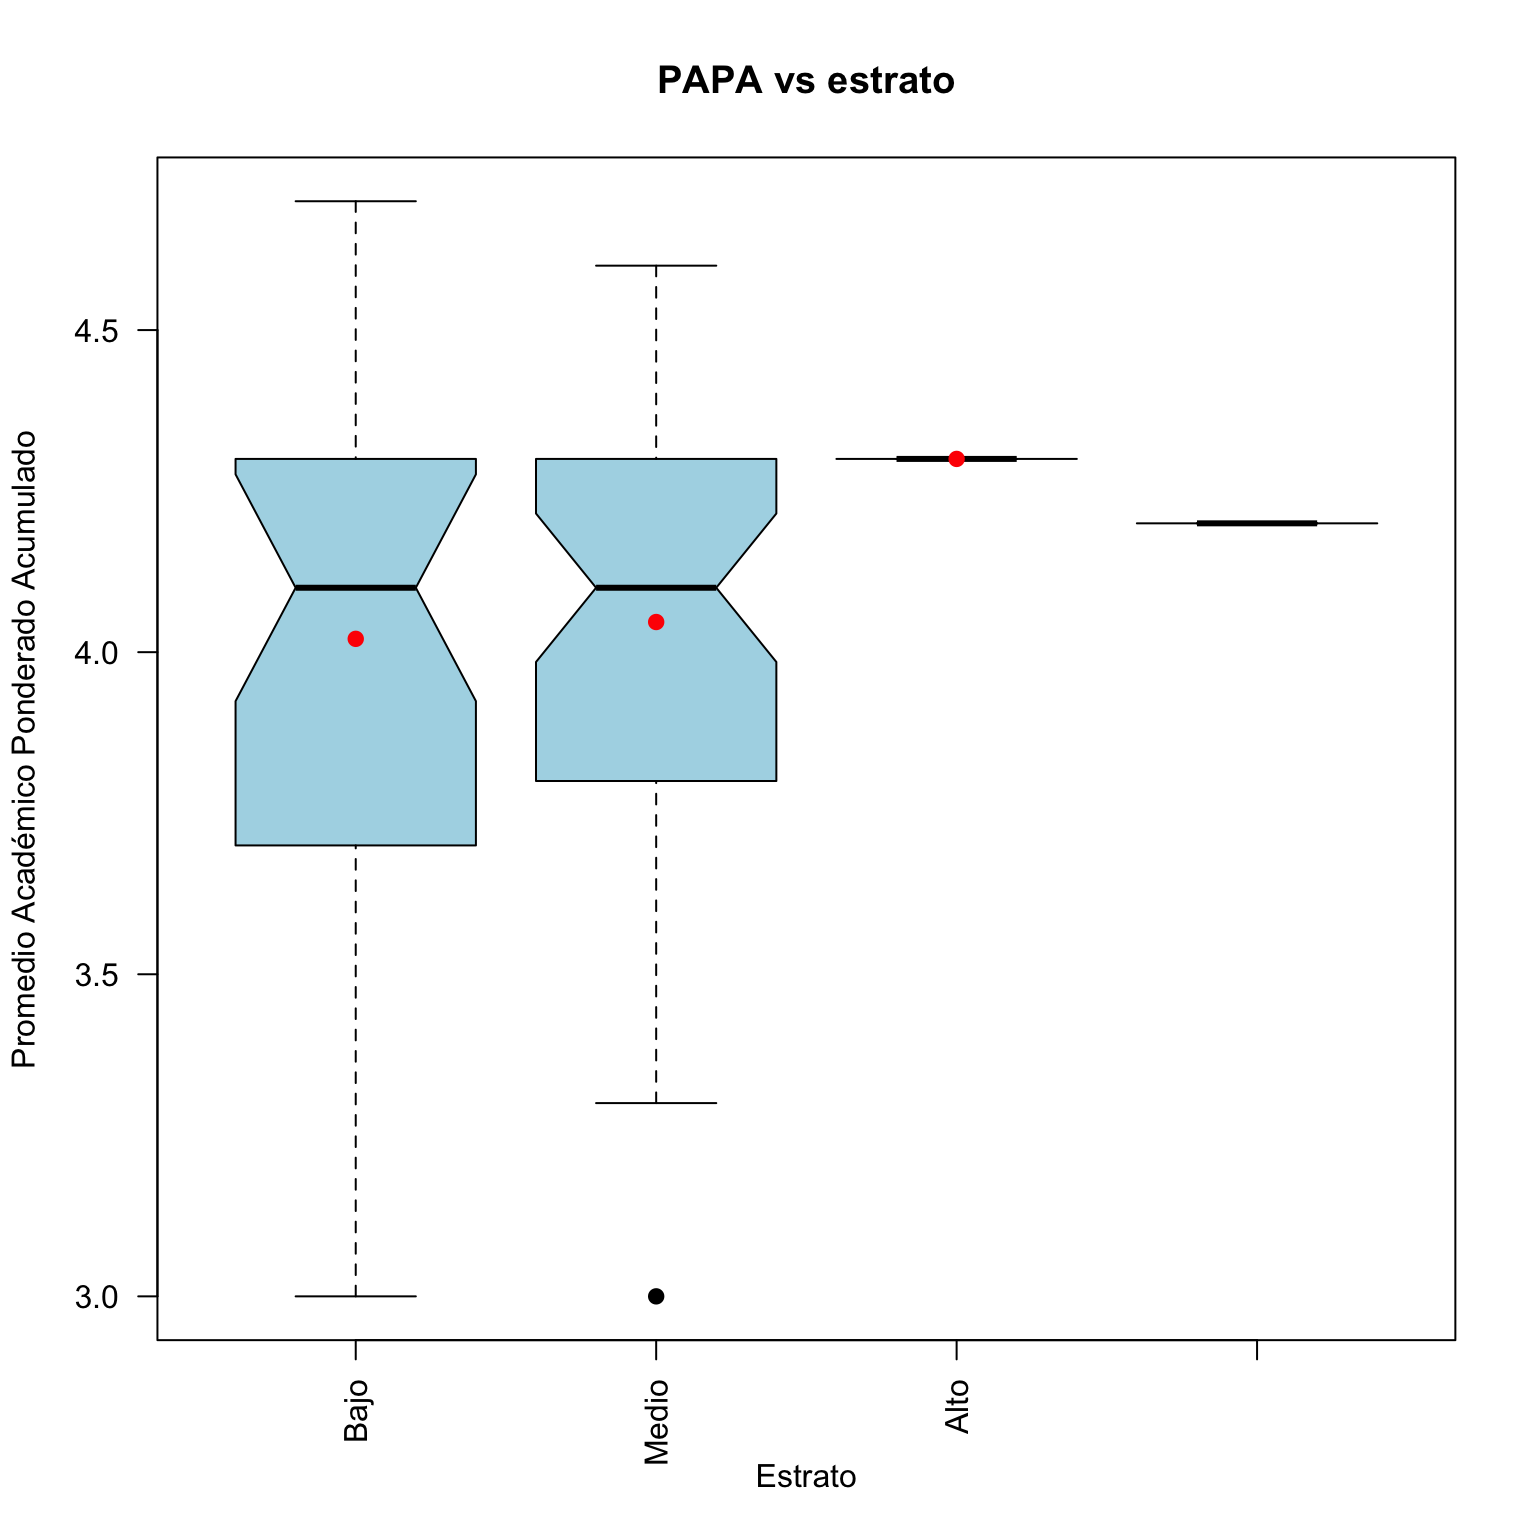 PAPA vs estrato
Promedio Académico Ponderado Acumulado
4.5
4.0
3.5
3.0
Bajo
Medio
Alto
Estrato